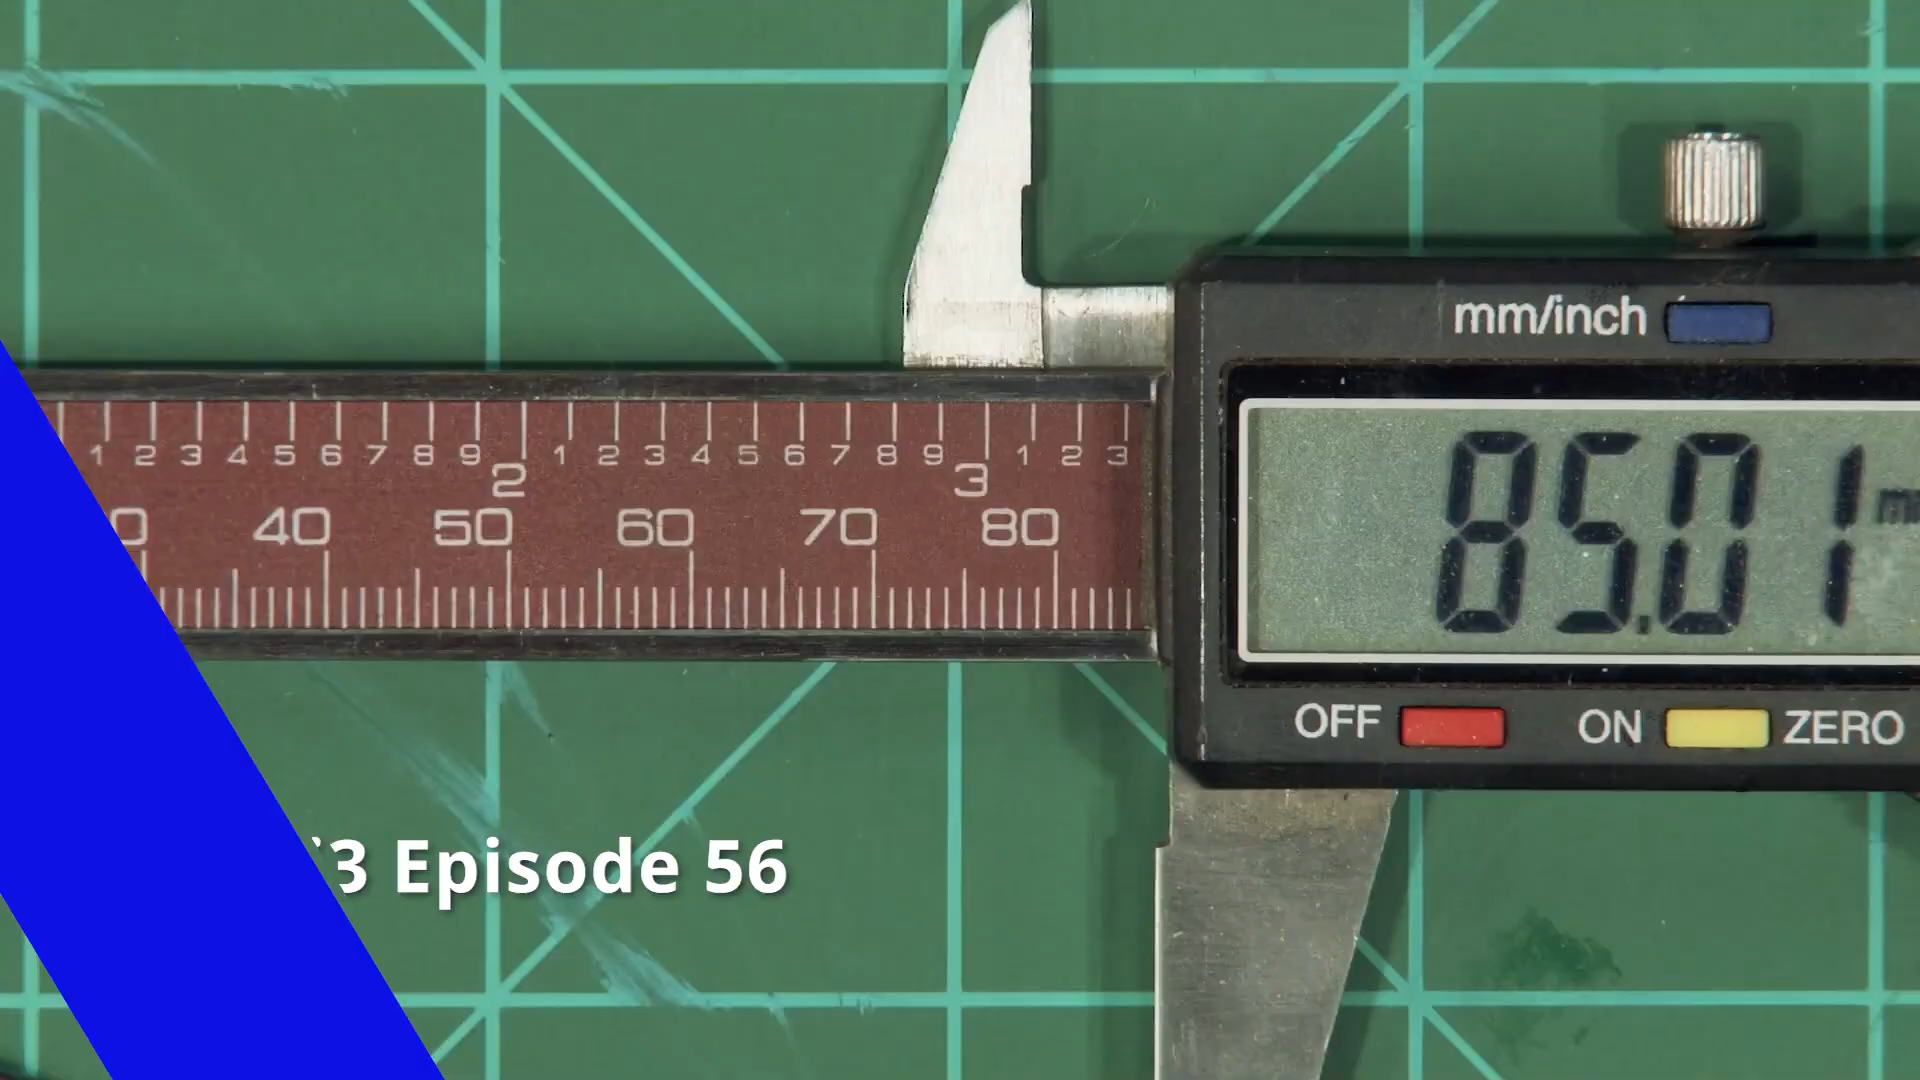 mm/inch
85.01
1 2 3 4 5 6 7 8 9 2 1 2 3 4 5 6 7 8 9 3 1 2 3
0 40 50 60 70 80
OFF ON ZERO
3 Episode 56